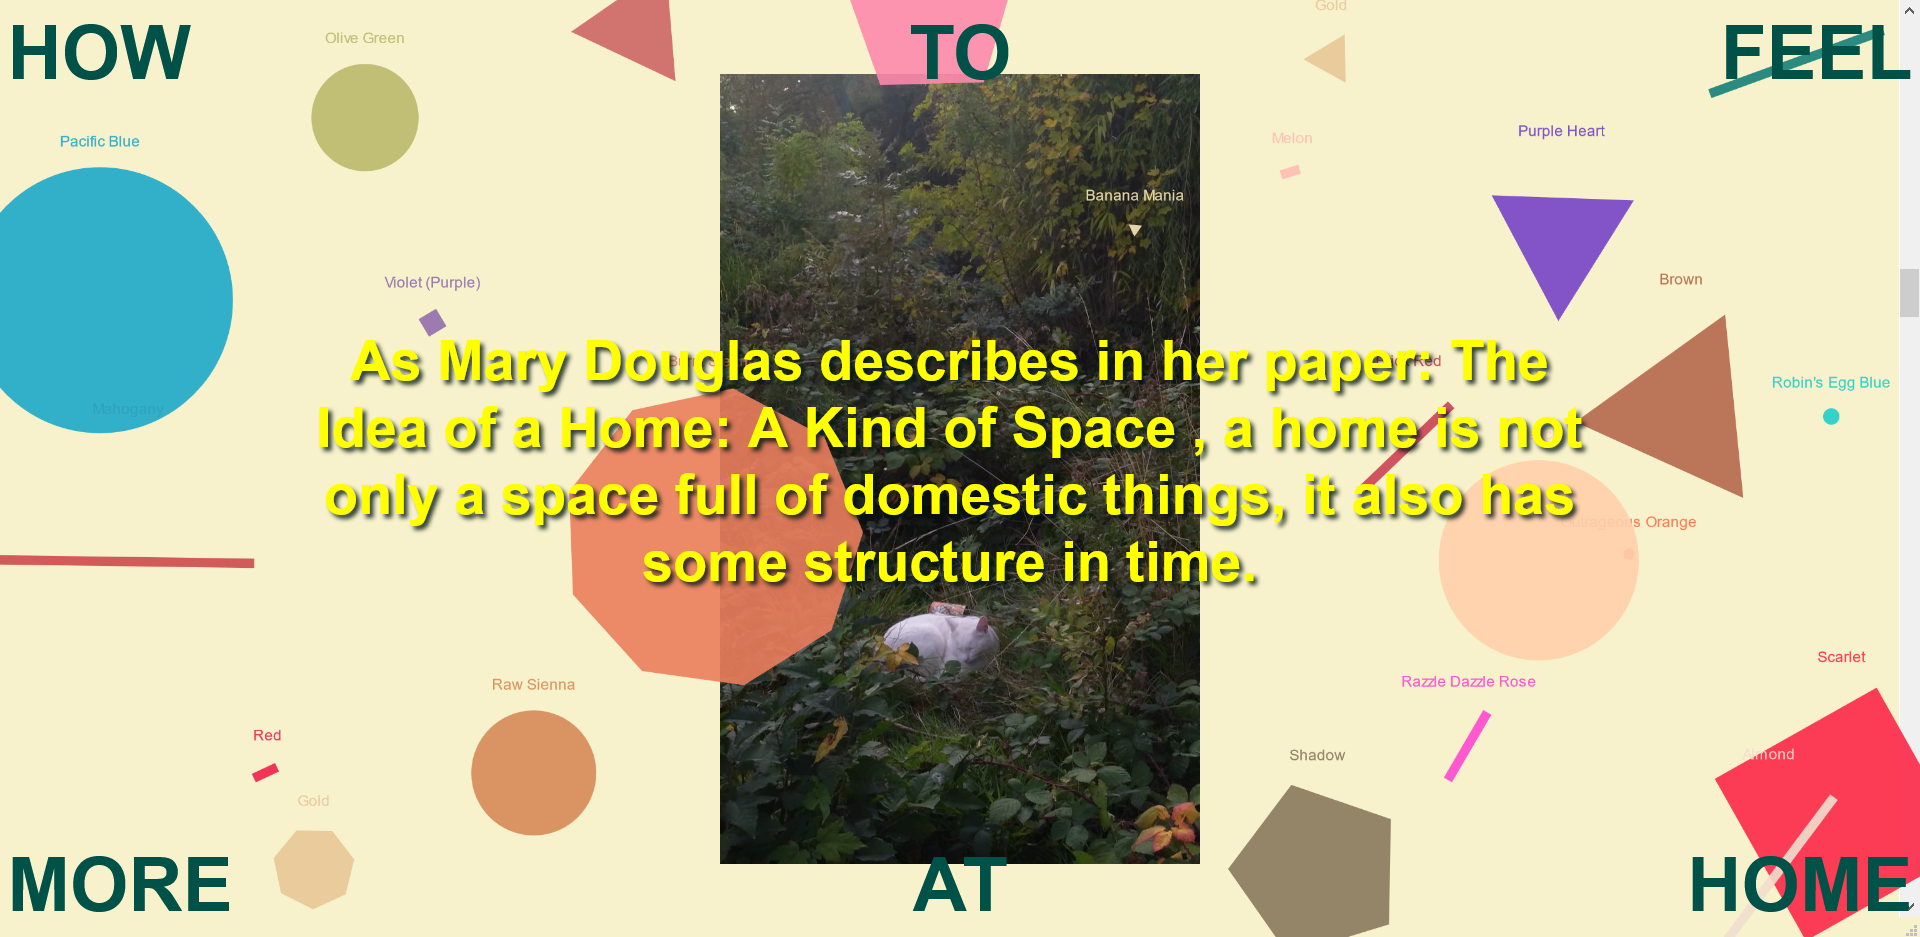 HOW TO FEEL
Gold
Olive Green
Purple Heart
Melon
Pacific Blue
Banana Mania
Brown
Violet (Purple)
As Mary Douglas describes in her paper: The
Idea of a Home: A Kind of Space , a home is not
only a space full of domestic things, it also has
some structure in time.
Red
Robin's Egg Blue
Mahogany
Outrageous Orange
Scarlet
Razzle Dazzle Rose
Raw Sienna
Red
Shadow
Almond
Gold
MORE AT HOME